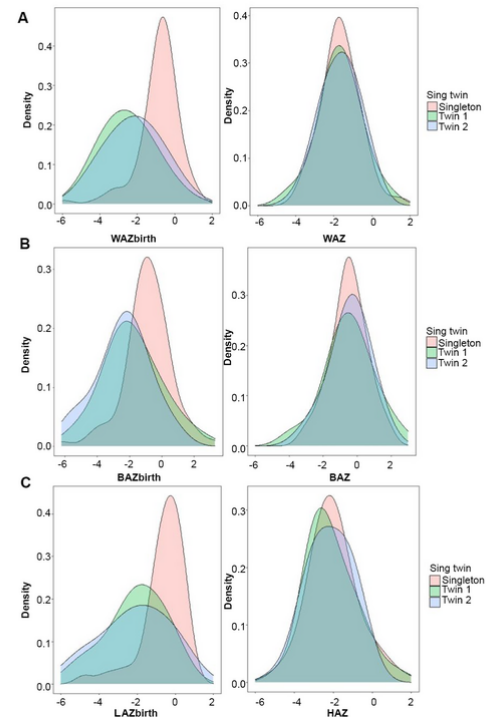 A
0.4
0.3
0.2
0.1
0.0
Density
-6 -4 -2 0 2
WAZbirth
0.4
0.3
0.2
0.1
0.0
Density
-6 -4 -2 0 2
WAZ
Sing twin
Singleton
Twin 1
Twin 2
B
0.3
0.2
0.1
0.0
Density
-6 -4 -2 0 2
BAZbirth
0.3
0.2
0.1
0.0
Density
-6 -4 -2 0 2
BAZ
Sing twin
Singleton
Twin 1
Twin 2
C
0.4
0.3
0.2
0.1
0.0
Density
-6 -4 -2 0 2
LAZbirth
0.3
0.2
0.1
0.0
Density
-6 -4 -2 0 2
HAZ
Sing twin
Singleton
Twin 1
Twin 2